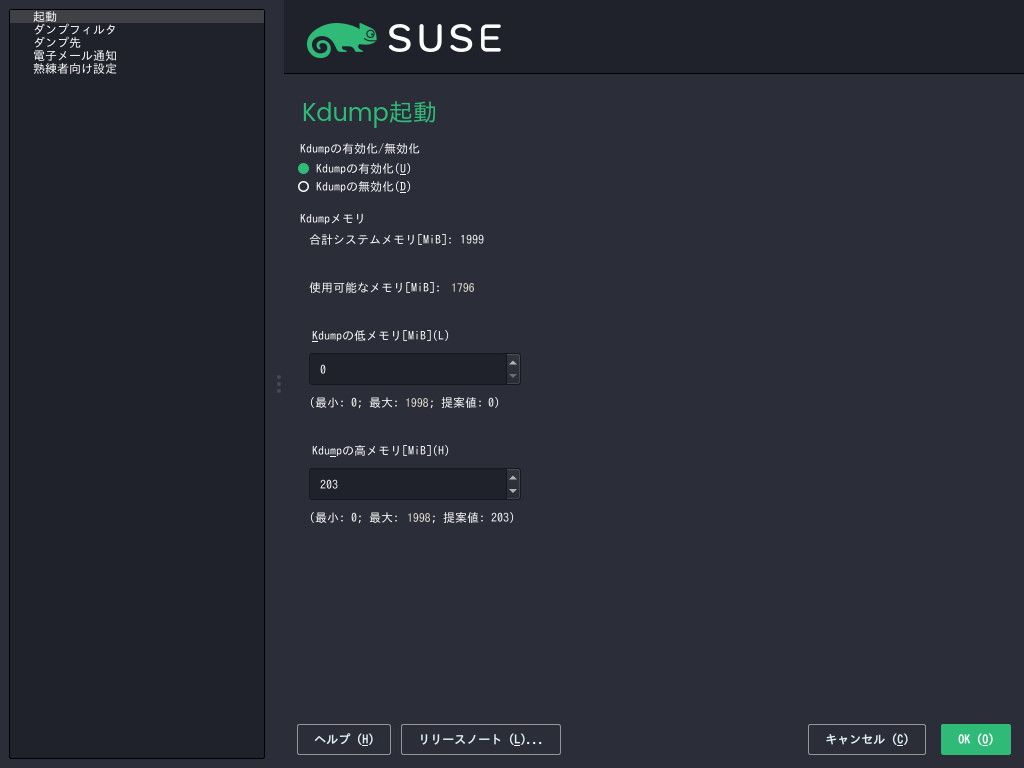 起動
ダンプフィルタ
ダンプ先
電子メール通知
熟練者向け設定
SUSE
Kdump起動
Kdumpの有効化/無効化
Kdumpの有効化(U)
Kdumpの無効化(D)
Kdumpメモリ
合計システムメモリ[MiB]: 1999
使用可能なメモリ[MiB]: 1796
Kdumpの低メモリ[MiB](L)
0
(最小: 0; 最大: 1998; 提案値: 0)
Kdumpの高メモリ[MiB](H)
203
(最小: 0; 最大: 1998; 提案値: 203)
ヘルプ (H) リリースノート (L)... キャンセル (C) OK (O)